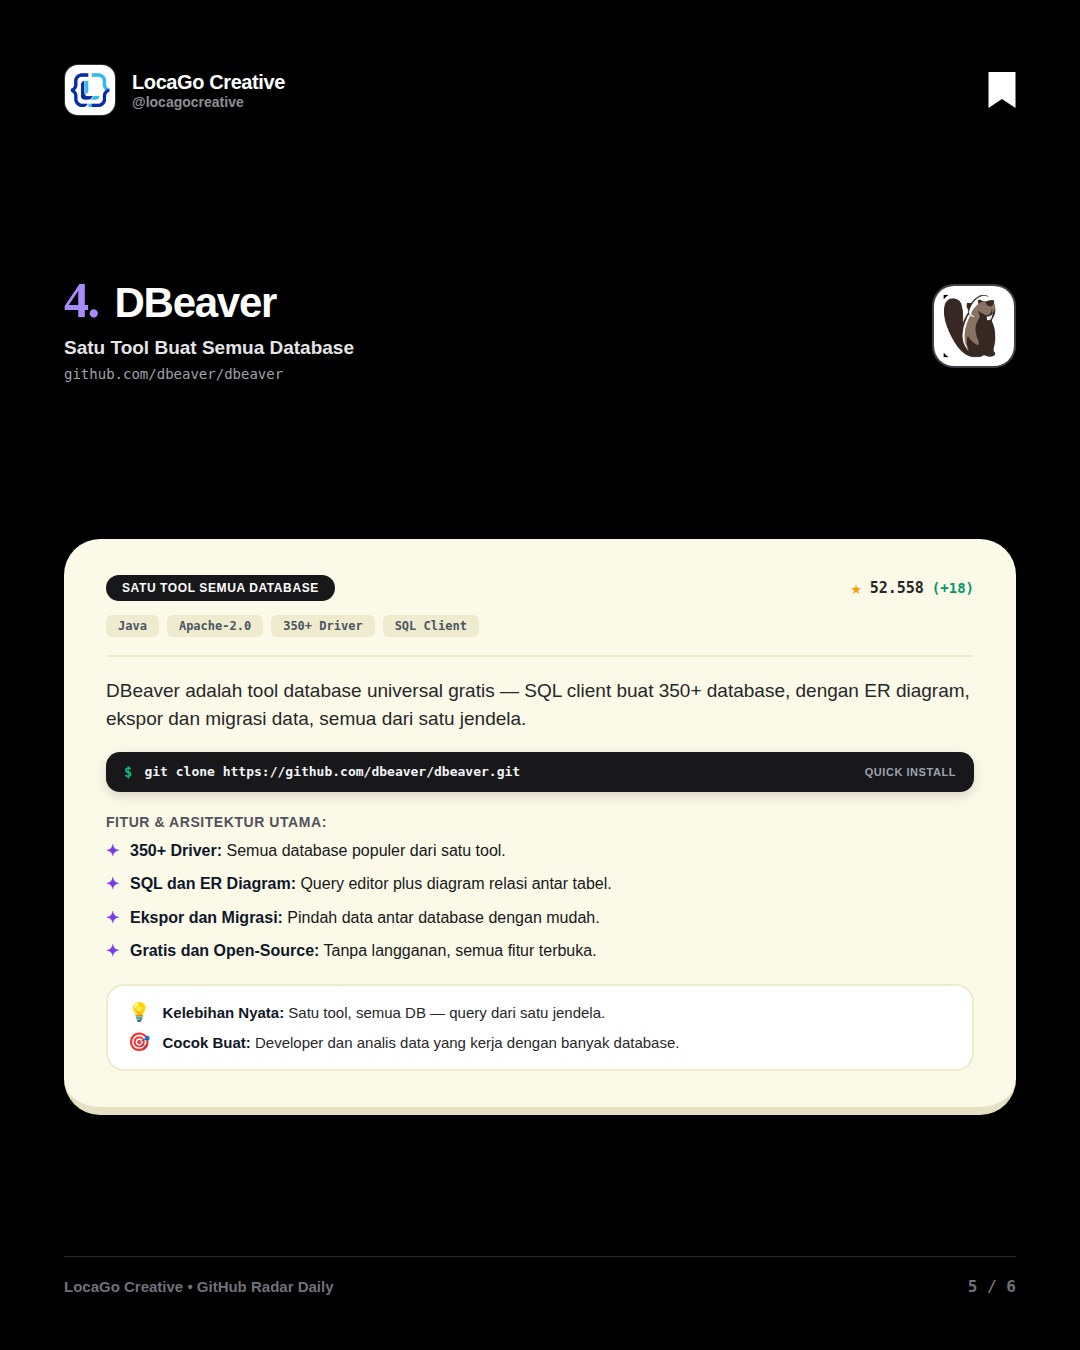 LocaGo Creative
@locagocreative
4. DBeaver
Satu Tool Buat Semua Database
github.com/dbeaver/dbeaver
SATU TOOL SEMUA DATABASE
★ 52.558 (+18)
Java Apache-2.0 350+ Driver SQL Client
DBeaver adalah tool database universal gratis — SQL client buat 350+ database, dengan ER diagram,
ekspor dan migrasi data, semua dari satu jendela.
$ git clone https://github.com/dbeaver/dbeaver.git QUICK INSTALL
FITUR & ARSITEKTUR UTAMA:
✦ 350+ Driver: Semua database populer dari satu tool.
✦ SQL dan ER Diagram: Query editor plus diagram relasi antar tabel.
✦ Ekspor dan Migrasi: Pindah data antar database dengan mudah.
✦ Gratis dan Open-Source: Tanpa langganan, semua fitur terbuka.
💡 Kelebihan Nyata: Satu tool, semua DB — query dari satu jendela.
🎯 Cocok Buat: Developer dan analis data yang kerja dengan banyak database.
LocaGo Creative • GitHub Radar Daily
5 / 6